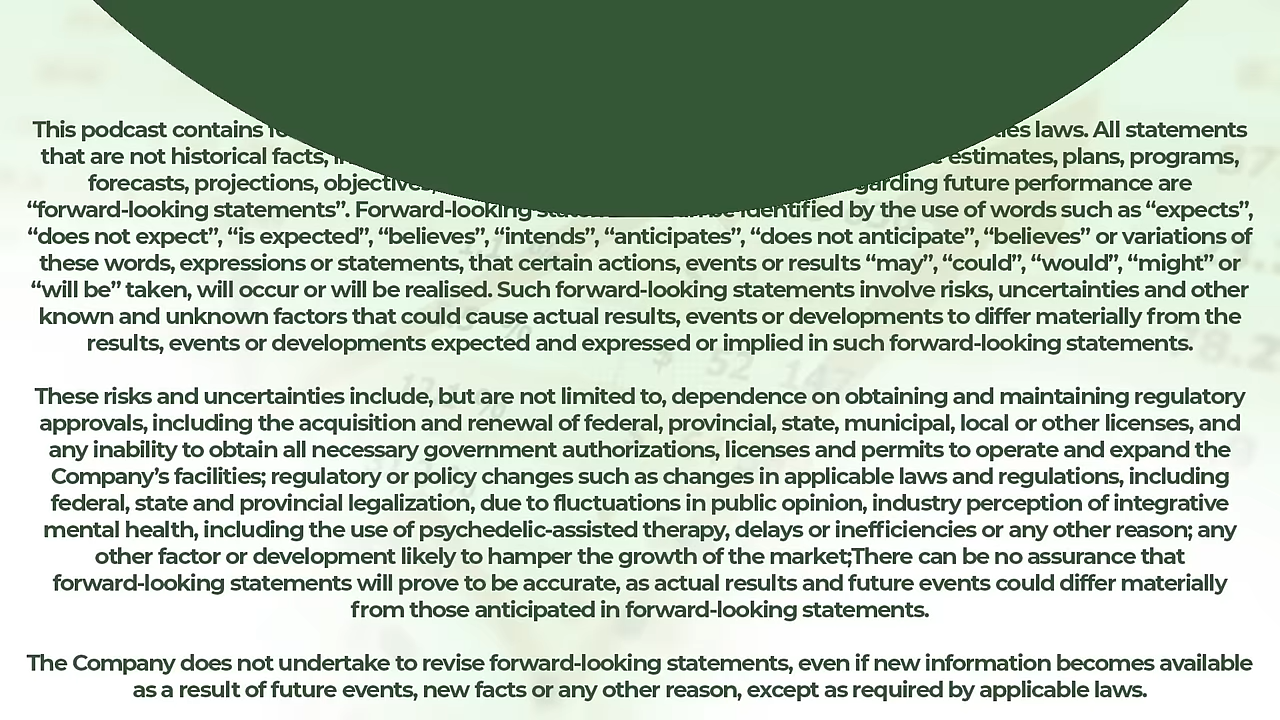 This podcast contains laws. All statements
that are not historical facts, estimates, plans, programs,
forecasts, projections, future performance are
“forward-looking statements”. Forward-looking identified by the use of words such as “expects”,
“does not expect”, “is expected”, “believes”, “intends”, “anticipates”, “does not anticipate”, “believes” or variations of
these words, expressions or statements, that certain actions, events or results “may”, “could”, “would”, “might” or
“will be” taken, will occur or will be realised. Such forward-looking statements involve risks, uncertainties and other
known and unknown factors that could cause actual results, events or developments to differ materially from the
results, events or developments expected and expressed or implied in such forward-looking statements.
These risks and uncertainties include, but are not limited to, dependence on obtaining and maintaining regulatory
approvals, including the acquisition and renewal of federal, provincial, state, municipal, local or other licenses, and
any inability to obtain all necessary government authorizations, licenses and permits to operate and expand the
Company’s facilities; regulatory or policy changes such as changes in applicable laws and regulations, including
federal, state and provincial legalization, due to fluctuations in public opinion, industry perception of integrative
mental health, including the use of psychedelic-assisted therapy, delays or inefficiencies or any other reason; any
other factor or development likely to hamper the growth of the market;There can be no assurance that
forward-looking statements will prove to be accurate, as actual results and future events could differ materially
from those anticipated in forward-looking statements.
The Company does not undertake to revise forward-looking statements, even if new information becomes available
as a result of future events, new facts or any other reason, except as required by applicable laws.